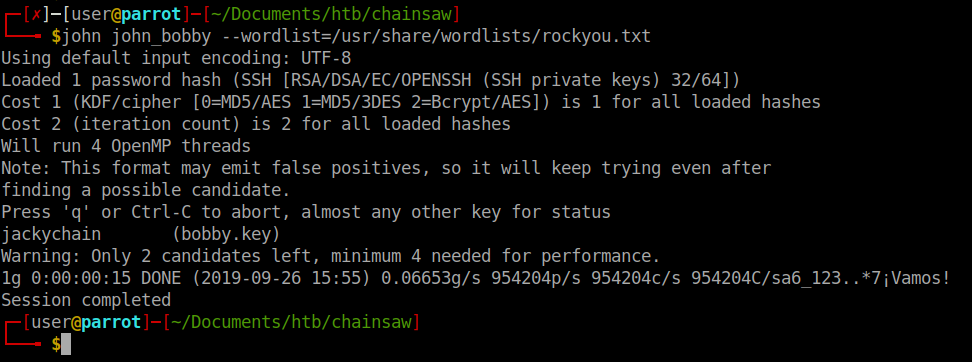 ┌─[✗]─[user@parrot]─[~/Documents/htb/chainsaw]
└──╼ $john john_bobby --wordlist=/usr/share/wordlists/rockyou.txt
Using default input encoding: UTF-8
Loaded 1 password hash (SSH [RSA/DSA/EC/OPENSSH (SSH private keys) 32/64])
Cost 1 (KDF/cipher [0=MD5/AES 1=MD5/3DES 2=Bcrypt/AES]) is 1 for all loaded hashes
Cost 2 (iteration count) is 2 for all loaded hashes
Will run 4 OpenMP threads
Note: This format may emit false positives, so it will keep trying even after
finding a possible candidate.
Press 'q' or Ctrl-C to abort, almost any other key for status
jackychain       (bobby.key)
Warning: Only 2 candidates left, minimum 4 needed for performance.
1g 0:00:00:15 DONE (2019-09-26 15:55) 0.06653g/s 954204p/s 954204c/s 954204C/sa6_123..*7¡Vamos!
Session completed
┌─[user@parrot]─[~/Documents/htb/chainsaw]
└──╼ $